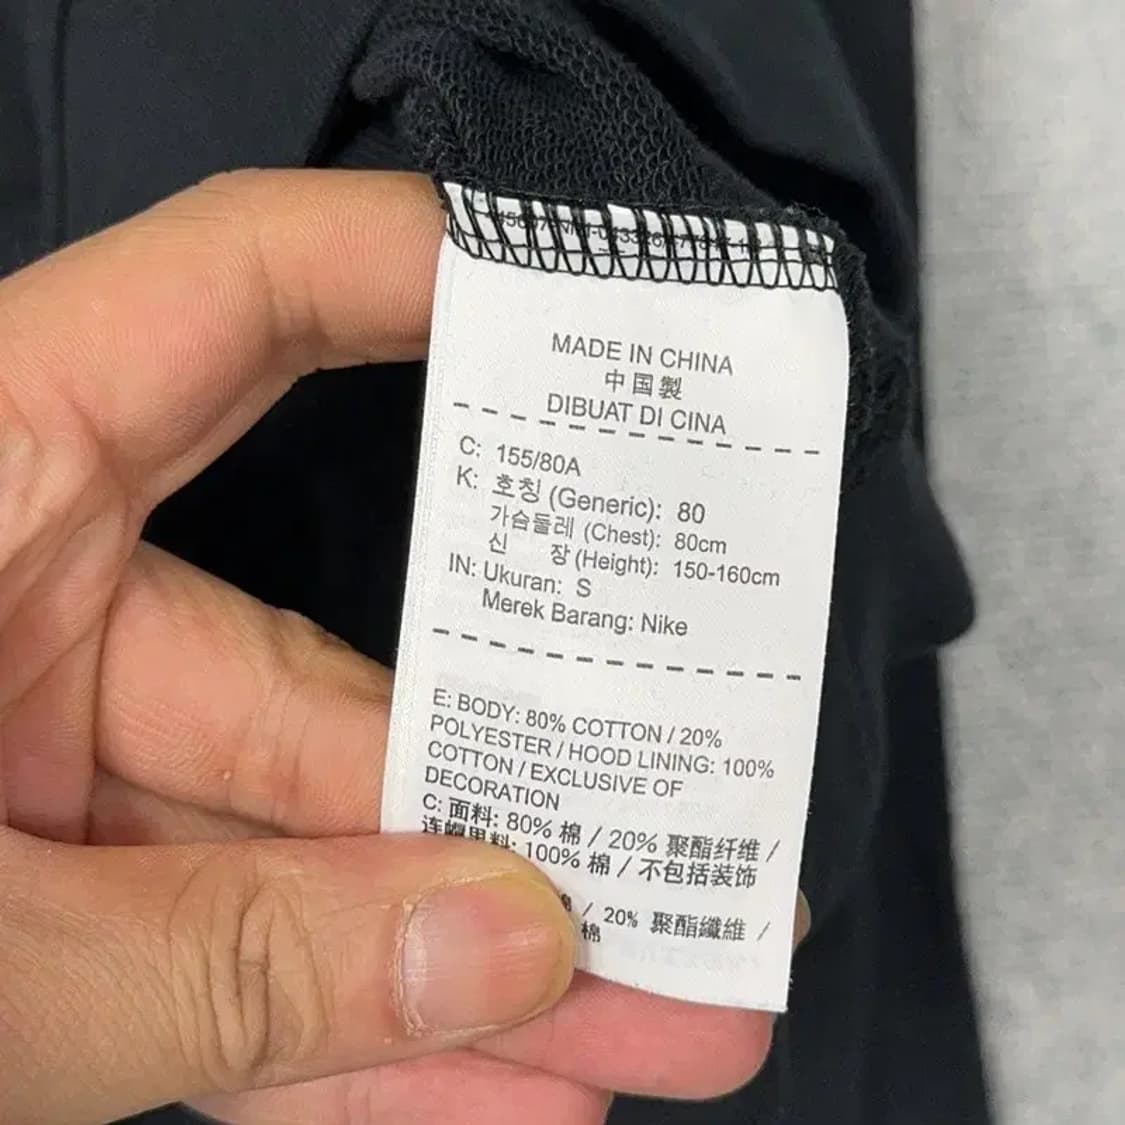 MADE IN CHINA
中国製
DIBUAT DI CINA
C: 155/80A
K: 호칭 (Generic): 80
가슴둘레 (Chest): 80cm
신 장 (Height): 150-160cm
IN: Ukuran: S
Merek Barang: Nike
E: BODY: 80% COTTON / 20%
POLYESTER / HOOD LINING: 100%
COTTON / EXCLUSIVE OF
DECORATION
C: 面料: 80% 棉 / 20% 聚酯纤维 /
连帽里料: 100% 棉 / 不包括装饰
/ 20% 聚酯纖維 /
棉